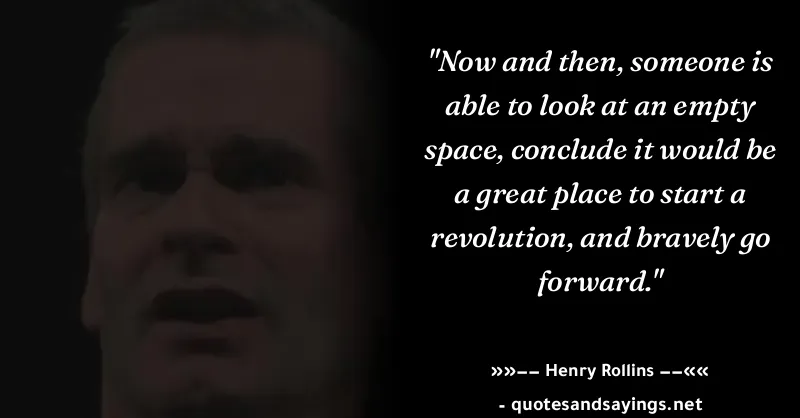 "Now and then, someone is
able to look at an empty
space, conclude it would be
a great place to start a
revolution, and bravely go
forward."
»»−− Henry Rollins −−««
- quotesandsayings.net